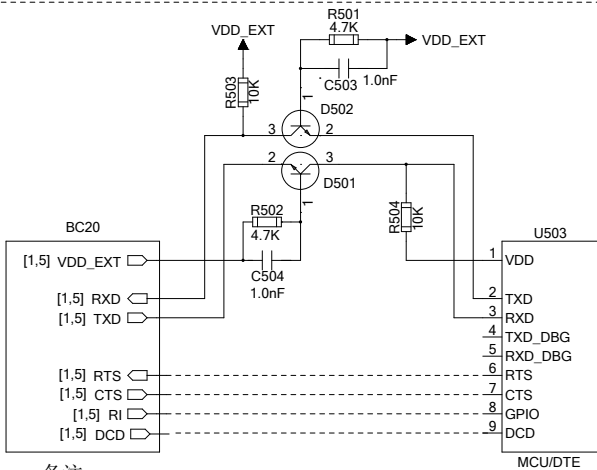 R501
4.7K
VDD_EXT
VDD_EXT
C503
1.0nF
R503
10K
1
D502
3
2
2
3
D501
1
R502
4.7K
R504
10K
C504
1.0nF
BC20
U503
[1,5] VDD_EXT
1
VDD
[1,5] RXD
2
TXD
[1,5] TXD
3
RXD
4
TXD_DBG
5
RXD_DBG
[1,5] RTS
6
RTS
[1,5] CTS
7
CTS
[1,5] RI
8
GPIO
[1,5] DCD
9
DCD
MCU/DTE